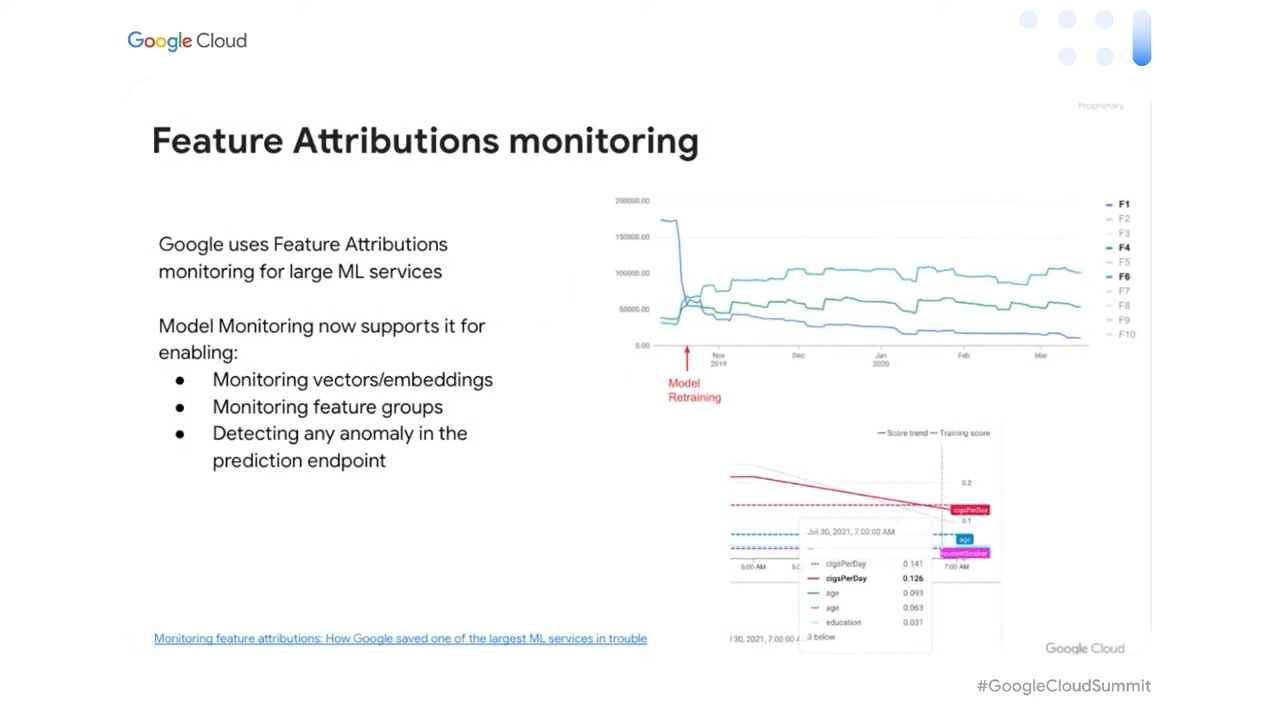 Google Cloud
Proprietary
Feature Attributions monitoring
Google uses Feature Attributions
monitoring for large ML services
Model Monitoring now supports it for
enabling:
● Monitoring vectors/embeddings
● Monitoring feature groups
● Detecting any anomaly in the
prediction endpoint
Monitoring feature attributions: How Google saved one of the largest ML services in trouble
200000.00
150000.00
100000.00
50000.00
0.00
Nov
2019
Dec
Jan
2020
Feb
Mar
F1
F2
F3
F4
F5
F6
F7
F8
F9
F10
Model
Retraining
Score trend Training score
0.2
cigsPerDay
0.1
age
currentSmoker
5:00 AM
7:00 AM
Jul 30, 2021, 7:00:00 AM
cigsPerDay 0.141
cigsPerDay 0.126
age 0.093
age 0.063
education 0.031
3 below
30, 2021, 7:00:00
Google Cloud
#GoogleCloudSummit